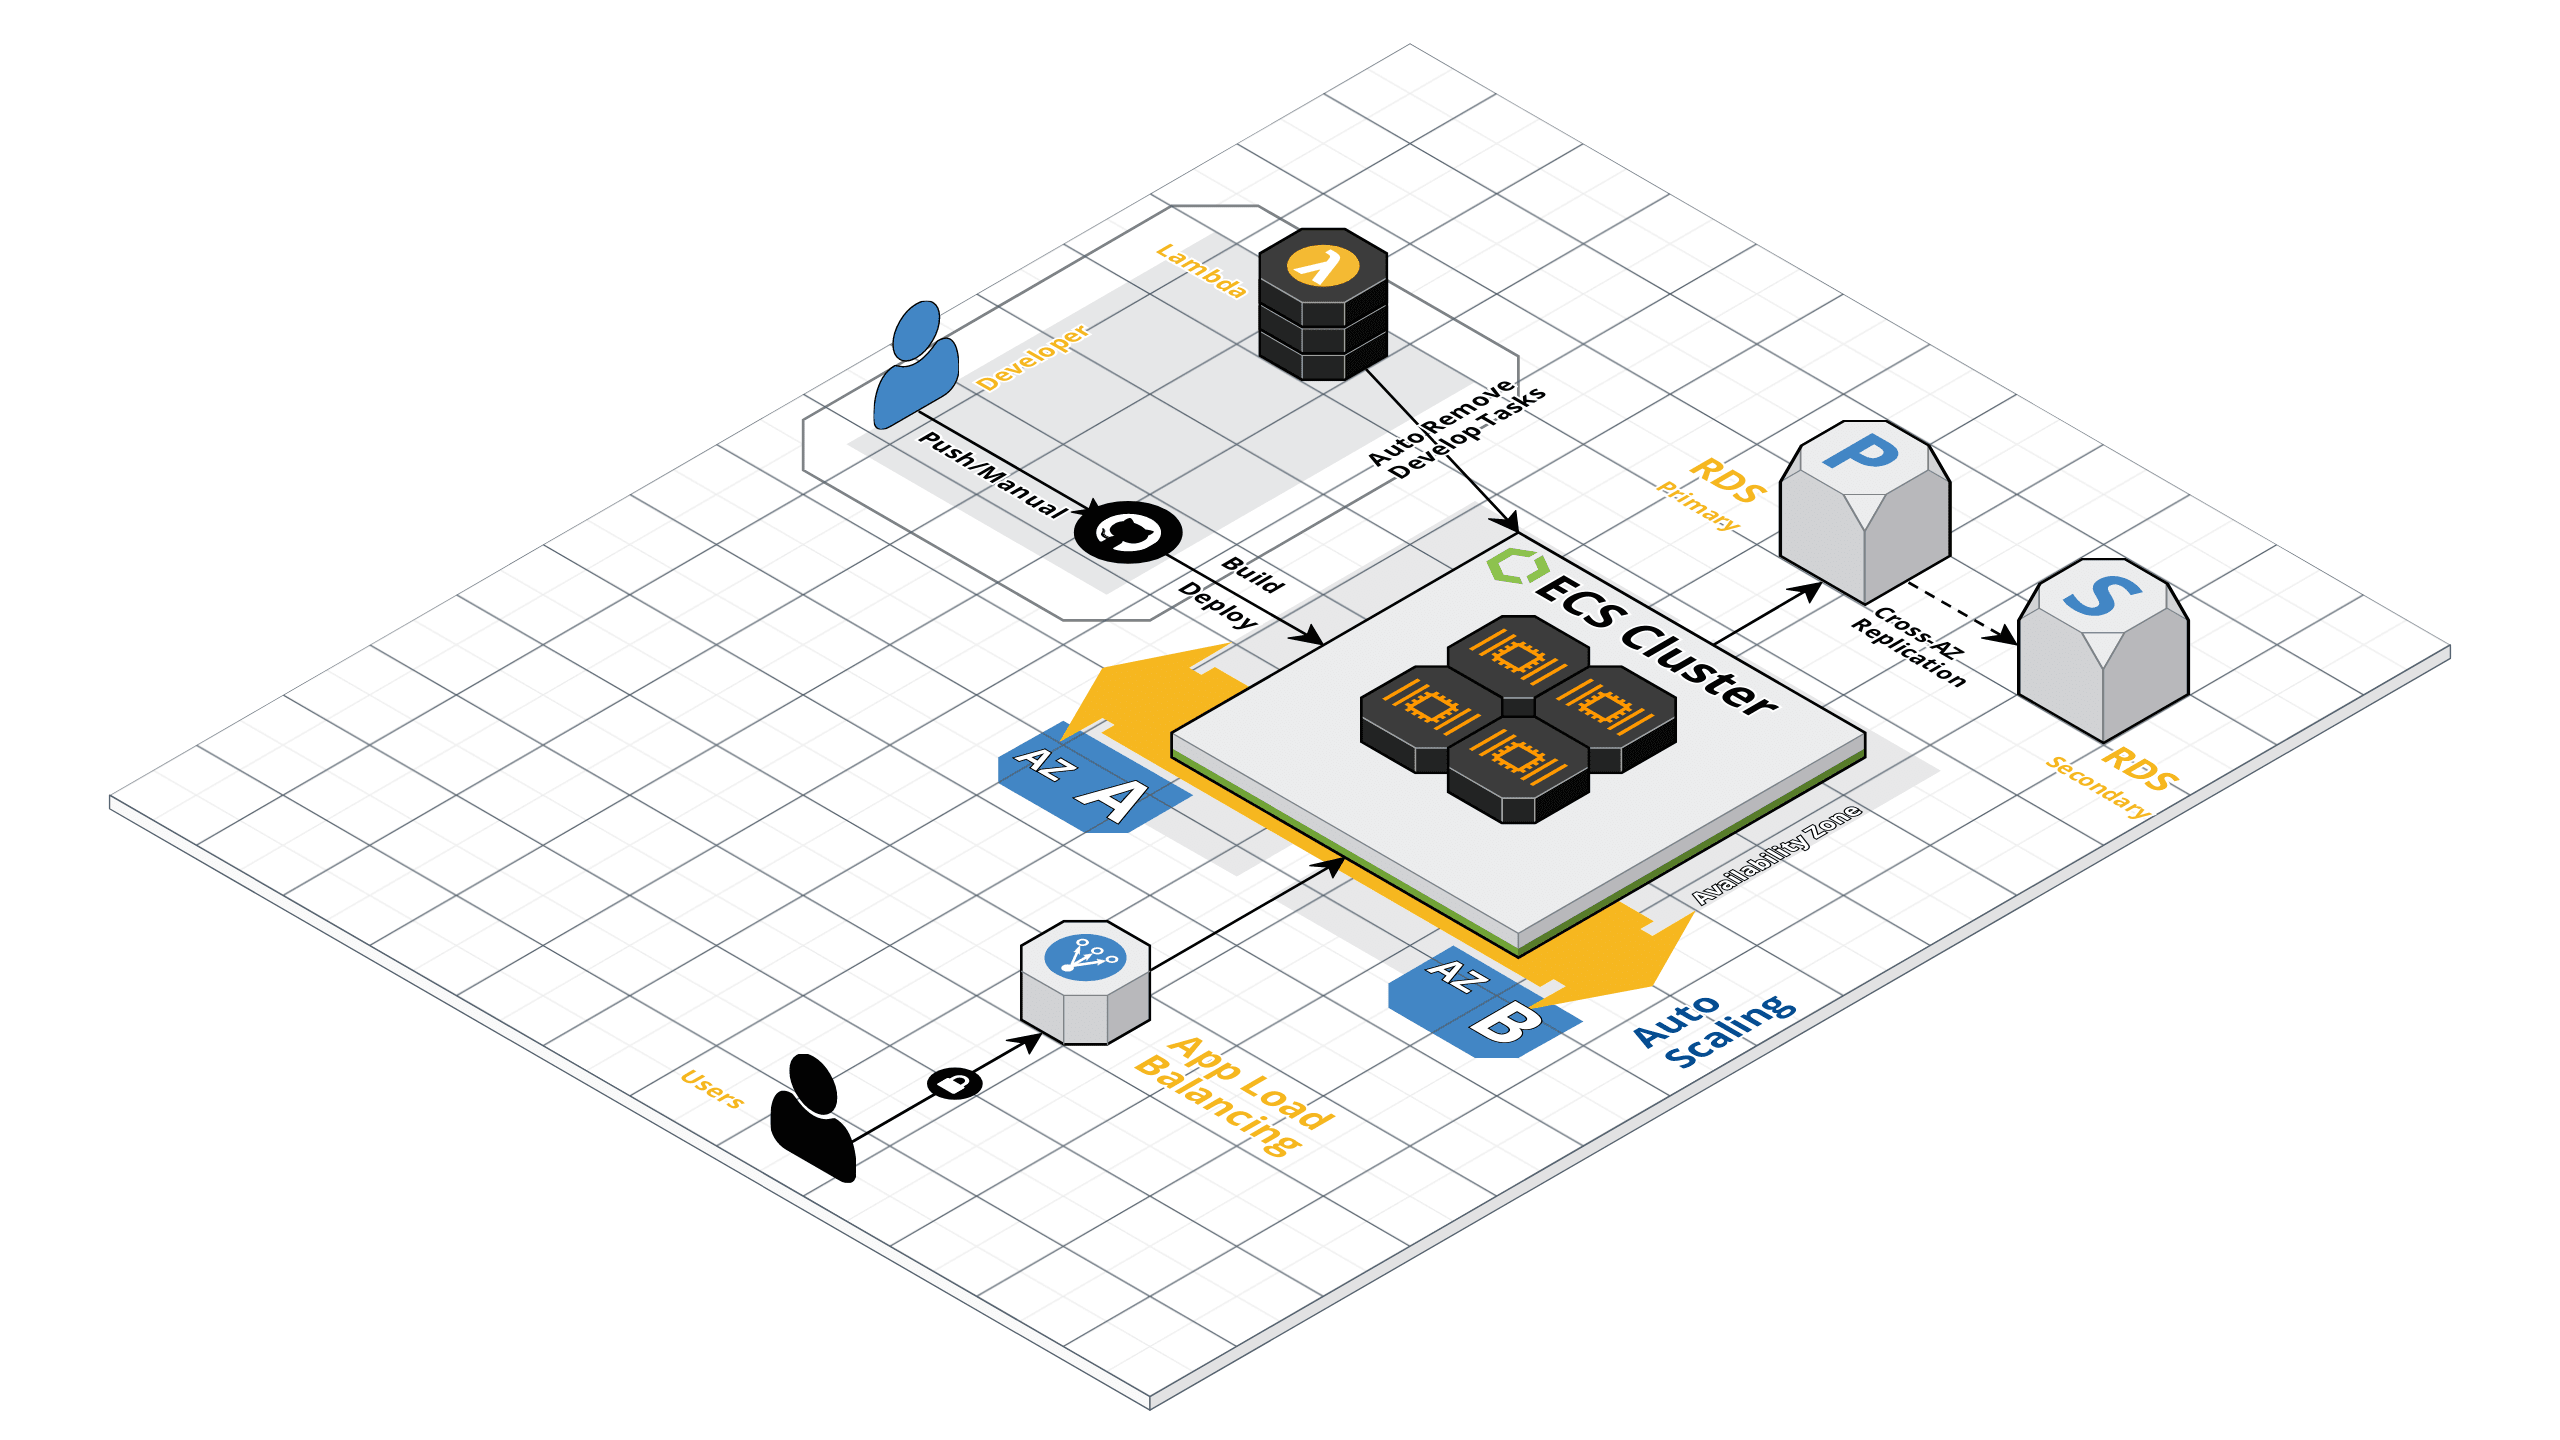 Lambda
λ
Developer
Push/Manual
Auto Remove
Develop Tasks
Build
Deploy
ECS Cluster
P
RDS
Primary
S
Cross-AZ
Replication
RDS
Secondary
AZ A
Availability Zone
AZ B
Auto
Scaling
App Load
Balancing
Users